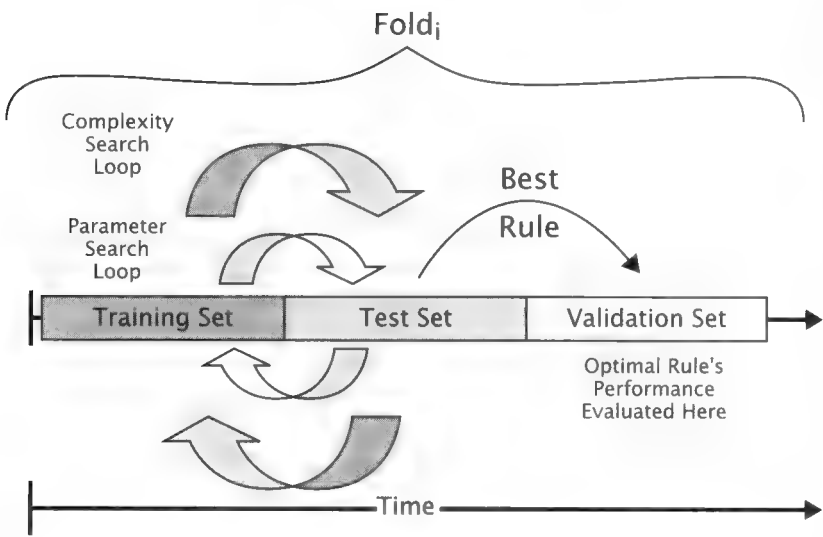 Foldi
Complexity
Search
Loop
Best
Rule
Parameter
Search
Loop
Training Set
Test Set
Validation Set
Optimal Rule's
Performance
Evaluated Here
Time